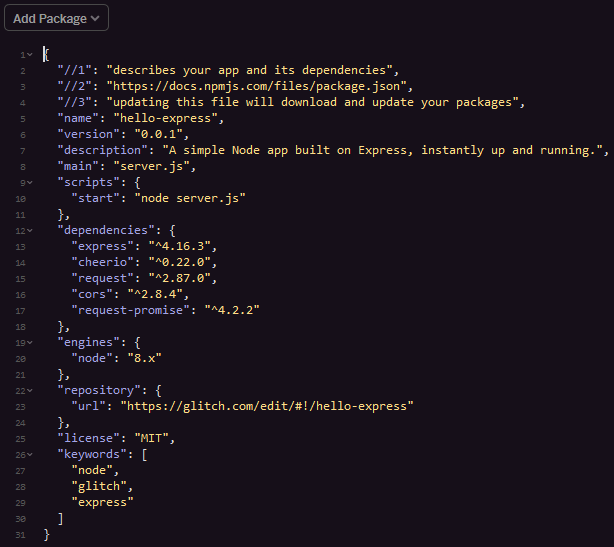 Add Package
1 {
2 "//1": "describes your app and its dependencies",
3 "//2": "https://docs.npmjs.com/files/package.json",
4 "//3": "updating this file will download and update your packages",
5 "name": "hello-express",
6 "version": "0.0.1",
7 "description": "A simple Node app built on Express, instantly up and running.",
8 "main": "server.js",
9 "scripts": {
10 "start": "node server.js"
11 },
12 "dependencies": {
13 "express": "^4.16.3",
14 "cheerio": "^0.22.0",
15 "request": "^2.87.0",
16 "cors": "^2.8.4",
17 "request-promise": "^4.2.2"
18 },
19 "engines": {
20 "node": "8.x"
21 },
22 "repository": {
23 "url": "https://glitch.com/edit/#!/hello-express"
24 },
25 "license": "MIT",
26 "keywords": [
27 "node",
28 "glitch",
29 "express"
30 ]
31 }